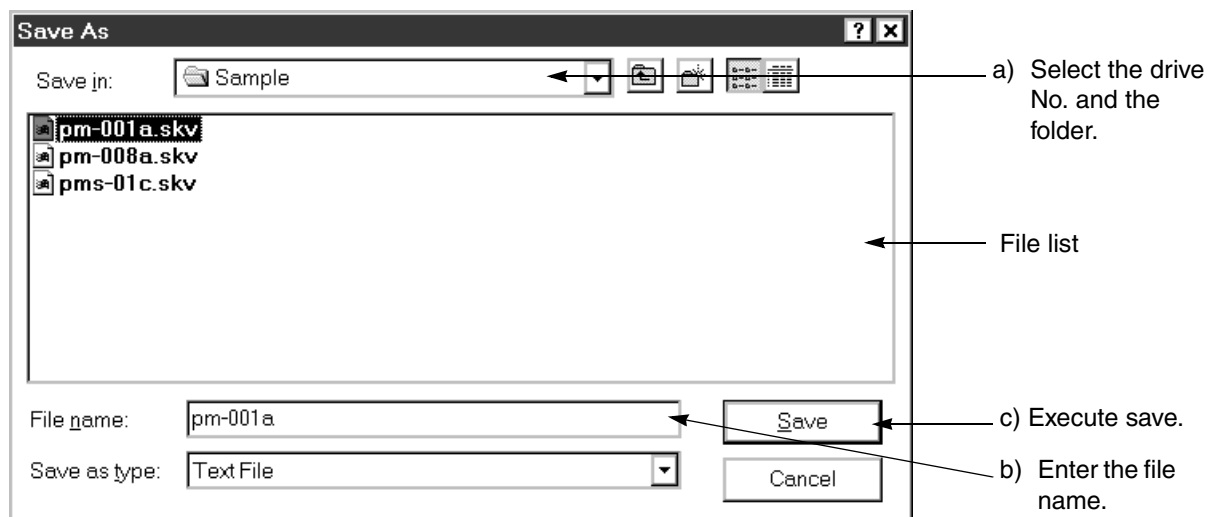 Save As
Save in: Sample
a) Select the drive
No. and the
folder.
pm-001a.skv
pm-008a.skv
pms-01c.skv
File list
File name: pm-001a Save
c) Execute save.
Save as type: Text File Cancel
b) Enter the file
name.